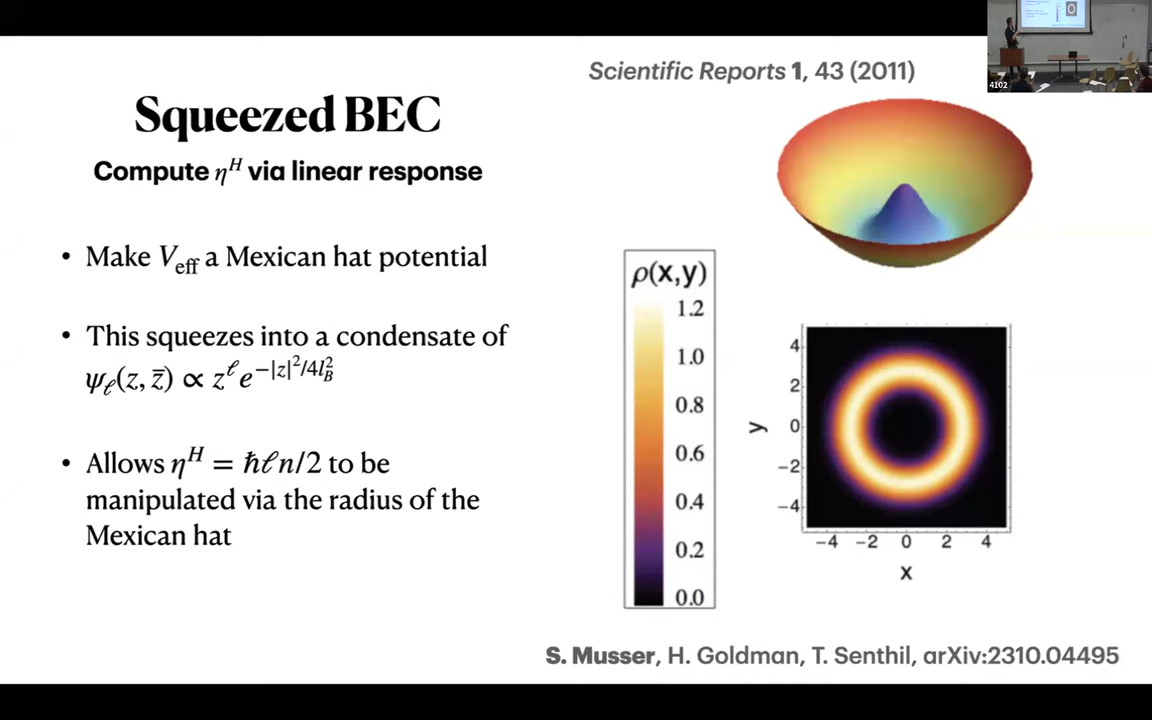 Scientific Reports 1, 43 (2011)
Squeezed BEC
Compute η^H via linear response
• Make V_eff a Mexican hat potential
• This squeezes into a condensate of
ψ_ℓ(z, z̄) ∝ z^ℓ e^{−|z|²/4l_B²}
• Allows η^H = ℏℓn/2 to be
manipulated via the radius of the
Mexican hat
ρ(x,y)
1.2
1.0
0.8
0.6
0.4
0.2
0.0
y
4
2
0
−2
−4
−4 −2 0 2 4
x
S. Musser, H. Goldman, T. Senthil, arXiv:2310.04495
4102